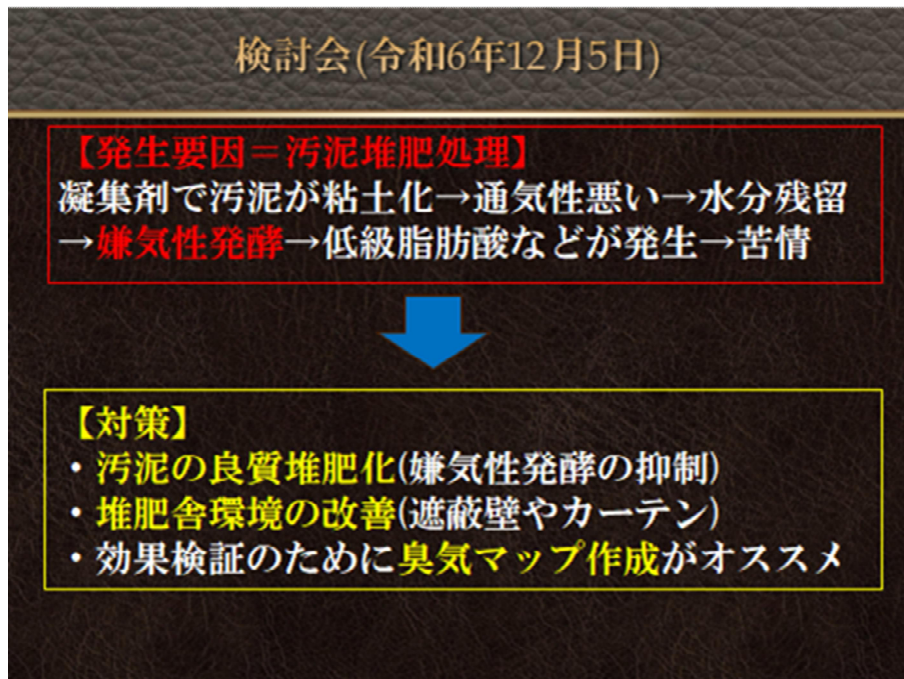 検討会(令和6年12月5日)
【発生要因＝汚泥堆肥処理】
凝集剤で汚泥が粘土化→通気性悪い→水分残留
→嫌気性発酵→低級脂肪酸などが発生→苦情
【対策】
・汚泥の良質堆肥化(嫌気性発酵の抑制)
・堆肥舎環境の改善(遮蔽壁やカーテン)
・効果検証のために臭気マップ作成がオススメ